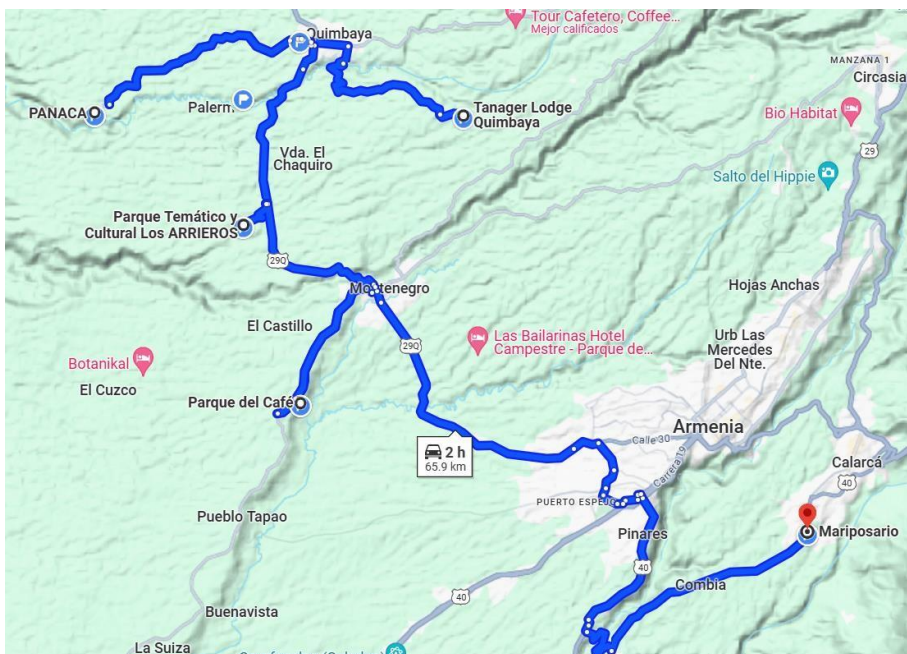 Tour Cafetero, Coffee...
Mejor calificados
Quimbaya
MANZANA 1
Circasia
PANACA
Palerm
Tanager Lodge
Quimbaya
Bio Habitat
29
Vda. El
Chaquiro
Salto del Hippie
Parque Temático y
Cultural Los ARRIEROS
29Q
Montenegro
Hojas Anchas
El Castillo
29Q
Las Bailarinas Hotel
Campestre - Parque de...
Urb Las
Mercedes
Del Nte.
Botanikal
El Cuzco
Parque del Café
Armenia
Calle 30
Carrera 19
2 h
65.9 km
Calarcá
40
PUERTO ESPEJO
Pueblo Tapao
Pinares
Mariposario
40
Combia
40
Buenavista
La Suiza